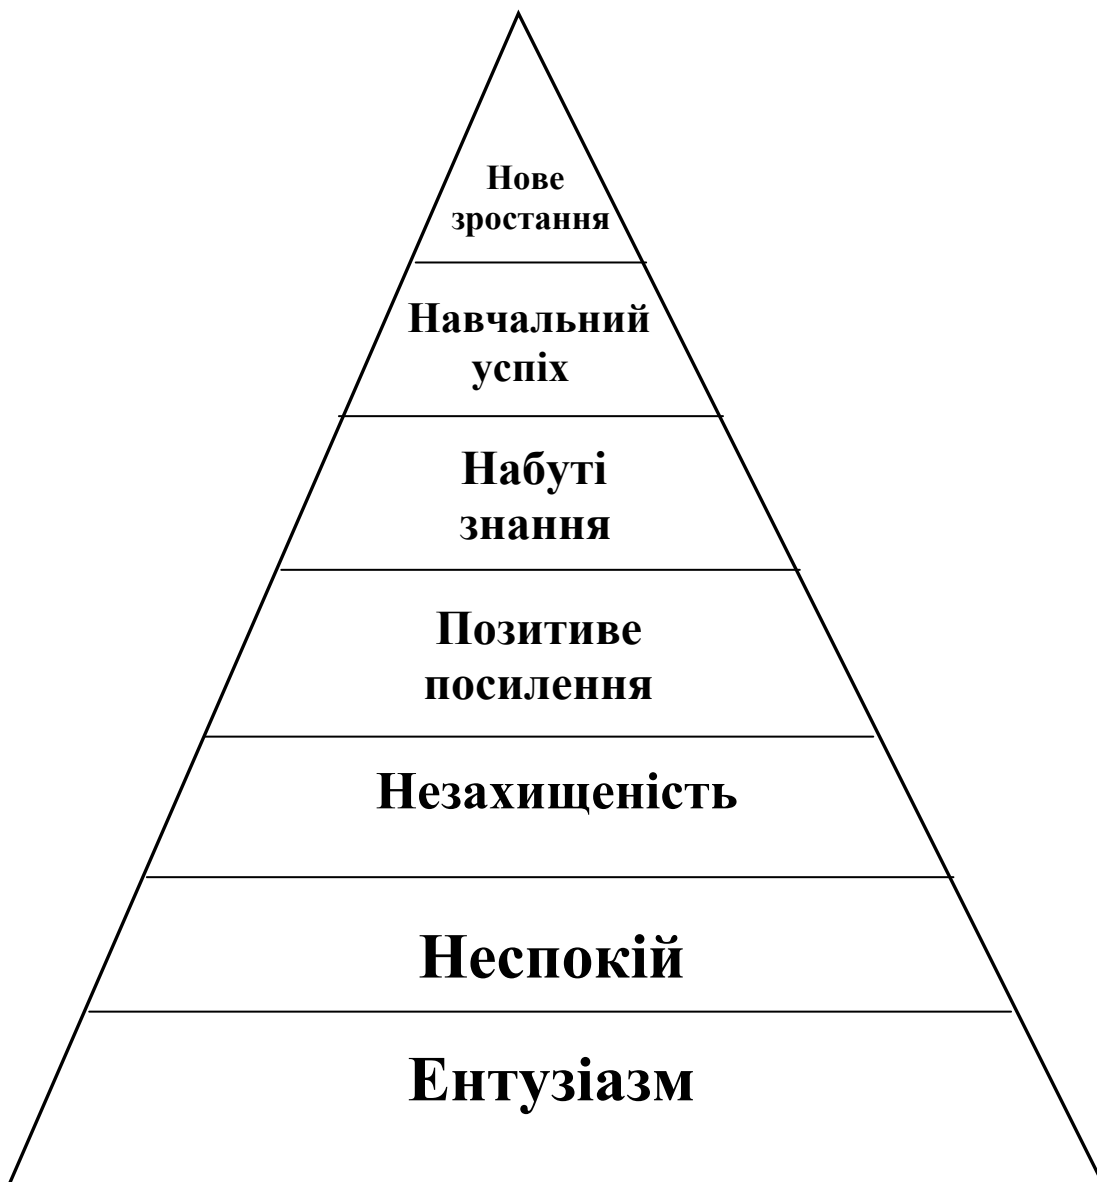 Нове
зростання
Навчальний
успіх
Набуті
знання
Позитиве
посилення
Незахищеність
Неспокій
Ентузіазм